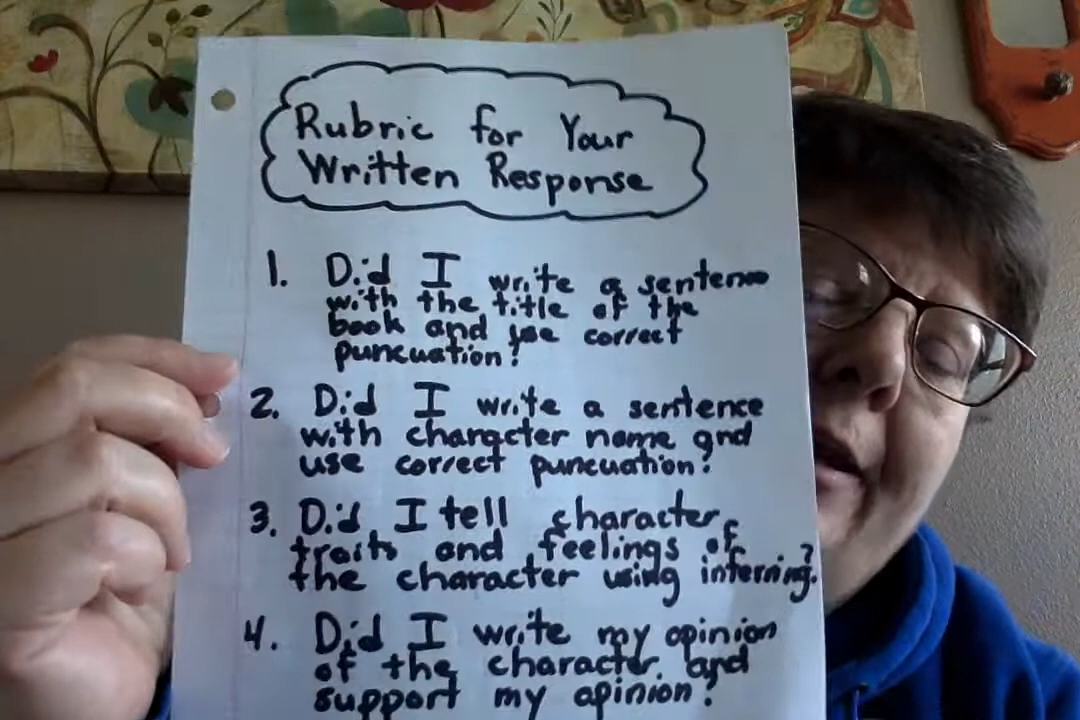 Rubric for Your
Written Response
1. Did I write a sentence
with the title of the
book and use correct
puncuation?
2. Did I write a sentence
with character name and
use correct puncuation?
3. Did I tell character
traits and feelings of
the character using inferring?
4. Did I write my opinion
of the character and
support my opinion?